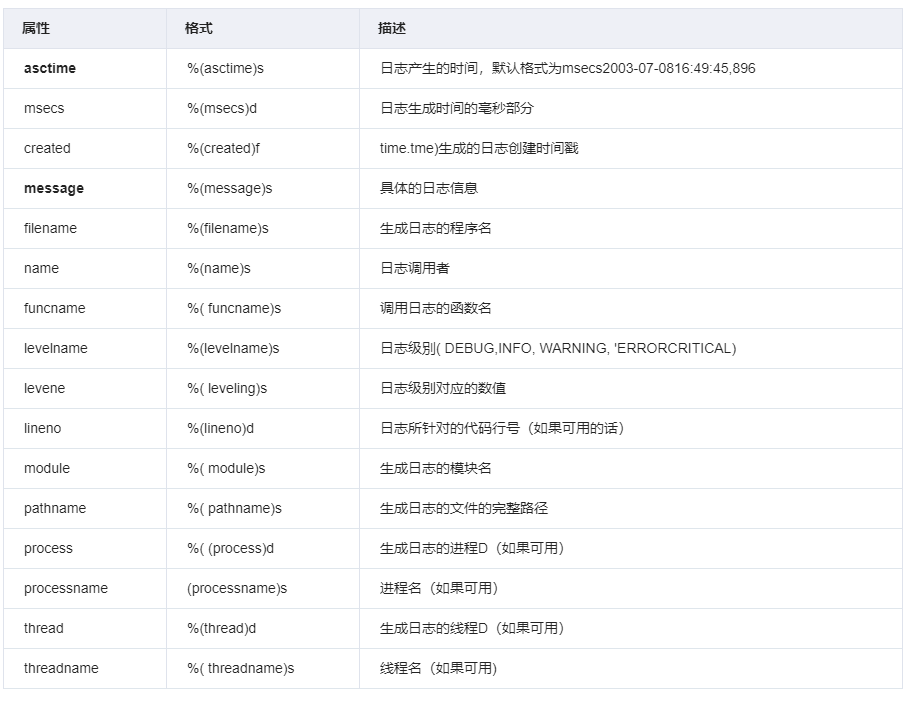 属性 格式 描述
asctime %(asctime)s 日志产生的时间，默认格式为msecs2003-07-0816:49:45,896
msecs %(msecs)d 日志生成时间的毫秒部分
created %(created)f time.tme)生成的日志创建时间戳
message %(message)s 具体的日志信息
filename %(filename)s 生成日志的程序名
name %(name)s 日志调用者
funcname %( funcname)s 调用日志的函数名
levelname %(levelname)s 日志级别( DEBUG,INFO, WARNING, 'ERRORCRITICAL)
levene %( leveling)s 日志级别对应的数值
lineno %(lineno)d 日志所针对的代码行号（如果可用的话）
module %( module)s 生成日志的模块名
pathname %( pathname)s 生成日志的文件的完整路径
process %( (process)d 生成日志的进程D（如果可用）
processname (processname)s 进程名（如果可用）
thread %(thread)d 生成日志的线程D（如果可用）
threadname %( threadname)s 线程名（如果可用)